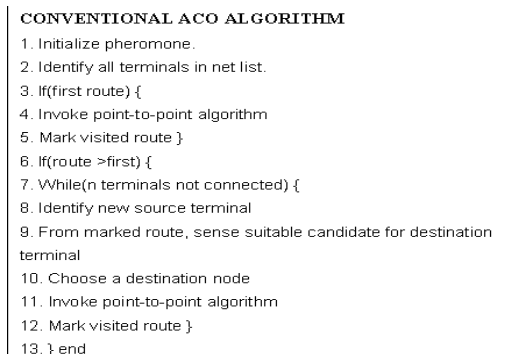 CONVENTIONAL ACO ALGORITHM
1. Initialize pheromone.
2. Identify all terminals in net list.
3. If(first route) {
4. Invoke point-to-point algorithm
5. Mark visited route }
6. If(route >first) {
7. While(n terminals not connected) {
8. Identify new source terminal
9. From marked route, sense suitable candidate for destination
terminal
10. Choose a destination node
11. Invoke point-to-point algorithm
12. Mark visited route }
13. } end